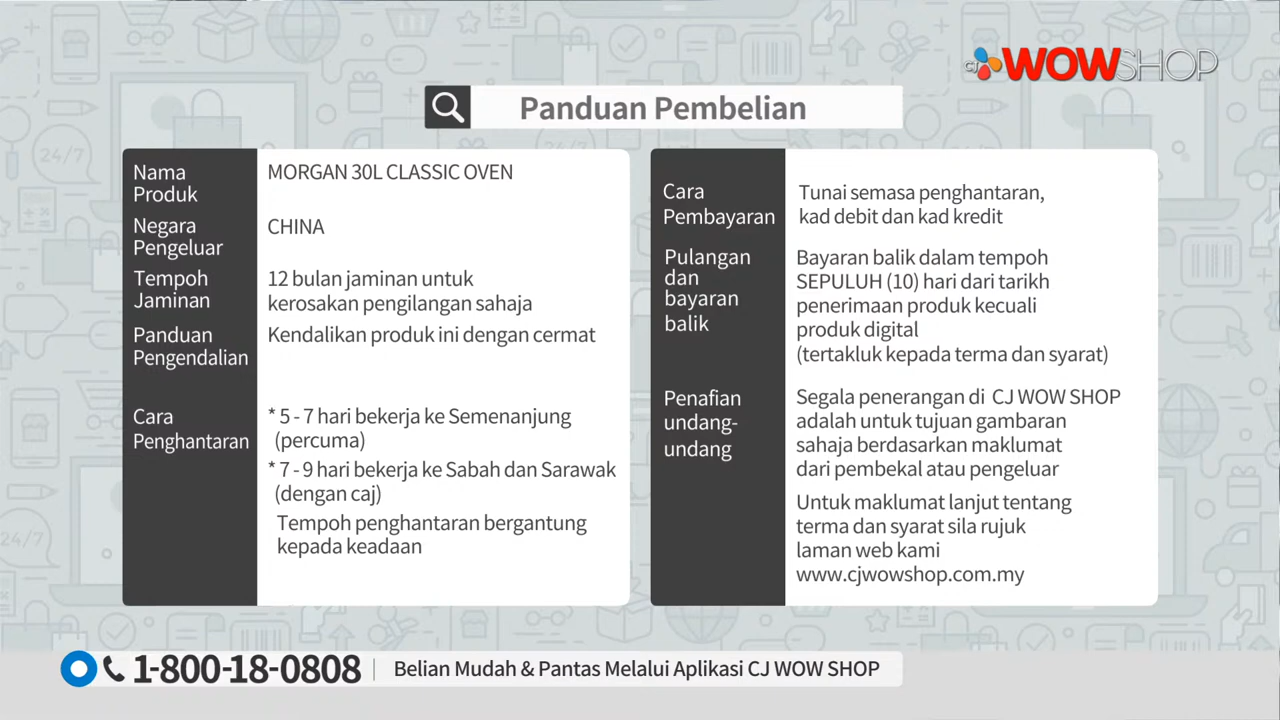 CJ WOWSHOP
Panduan Pembelian
Nama
Produk
MORGAN 30L CLASSIC OVEN
Negara
Pengeluar
CHINA
Tempoh
Jaminan
12 bulan jaminan untuk
kerosakan pengilangan sahaja
Panduan
Pengendalian
Kendalikan produk ini dengan cermat
Cara
Penghantaran
* 5 - 7 hari bekerja ke Semenanjung
(percuma)
* 7 - 9 hari bekerja ke Sabah dan Sarawak
(dengan caj)
Tempoh penghantaran bergantung
kepada keadaan
Cara
Pembayaran
Tunai semasa penghantaran,
kad debit dan kad kredit
Pulangan
dan
bayaran
balik
Bayaran balik dalam tempoh
SEPULUH (10) hari dari tarikh
penerimaan produk kecuali
produk digital
(tertakluk kepada terma dan syarat)
Penafian
undang-
undang
Segala penerangan di CJ WOW SHOP
adalah untuk tujuan gambaran
sahaja berdasarkan maklumat
dari pembekal atau pengeluar
Untuk maklumat lanjut tentang
terma dan syarat sila rujuk
laman web kami
www.cjwowshop.com.my
24/7
24/7
1-800-18-0808
Belian Mudah & Pantas Melalui Aplikasi CJ WOW SHOP